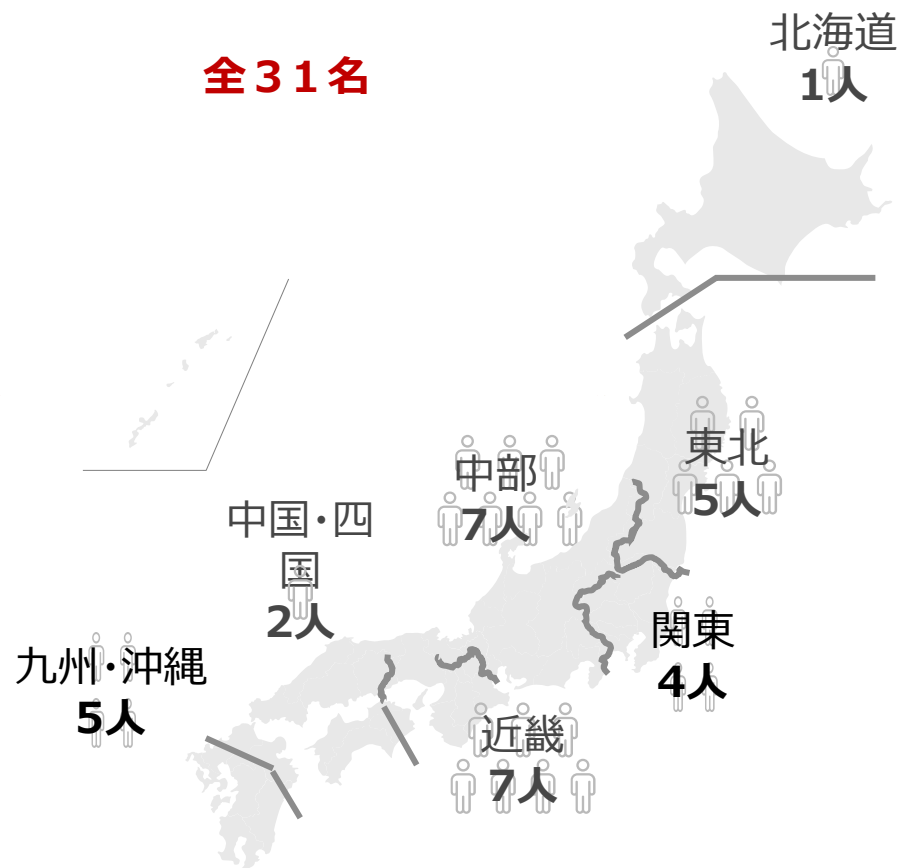 全３１名
北海道
1人
東北
5人
中部
7人
中国・四
国
2人
関東
4人
九州・沖縄
5人
近畿
7人